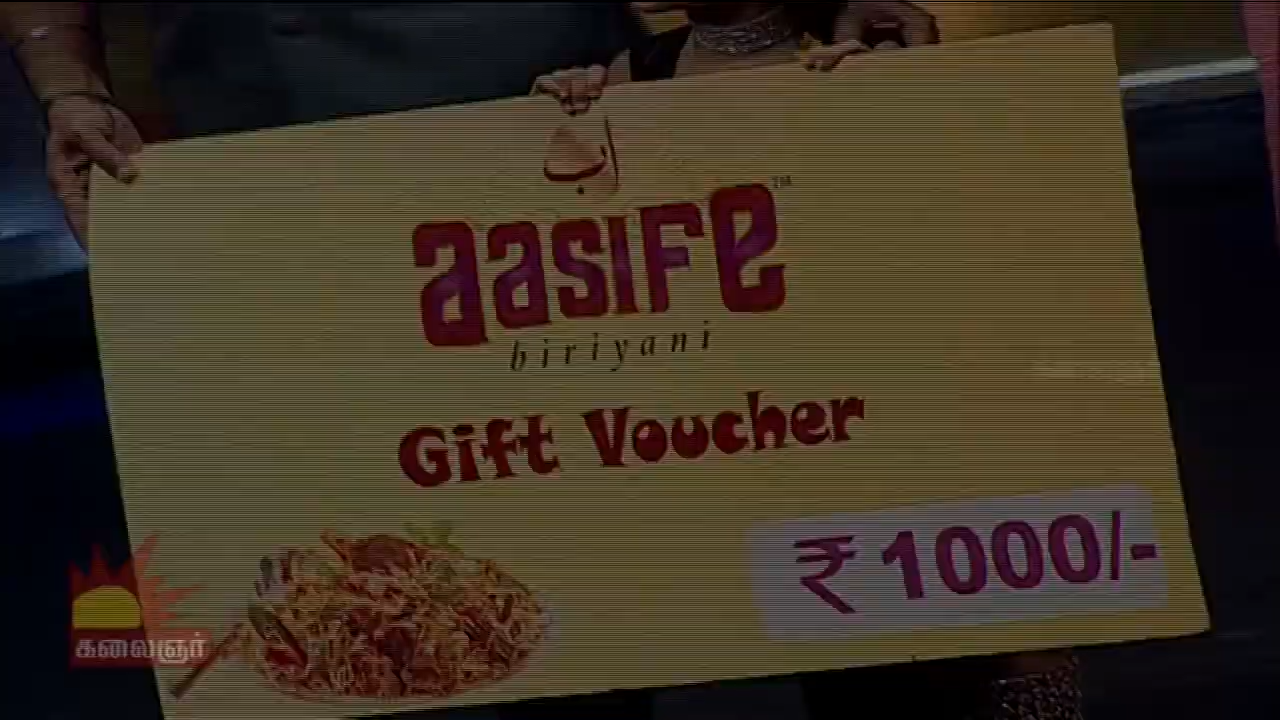 اب
aasife™
biriyani
Gift Voucher
₹ 1000/-
கலைஞர்